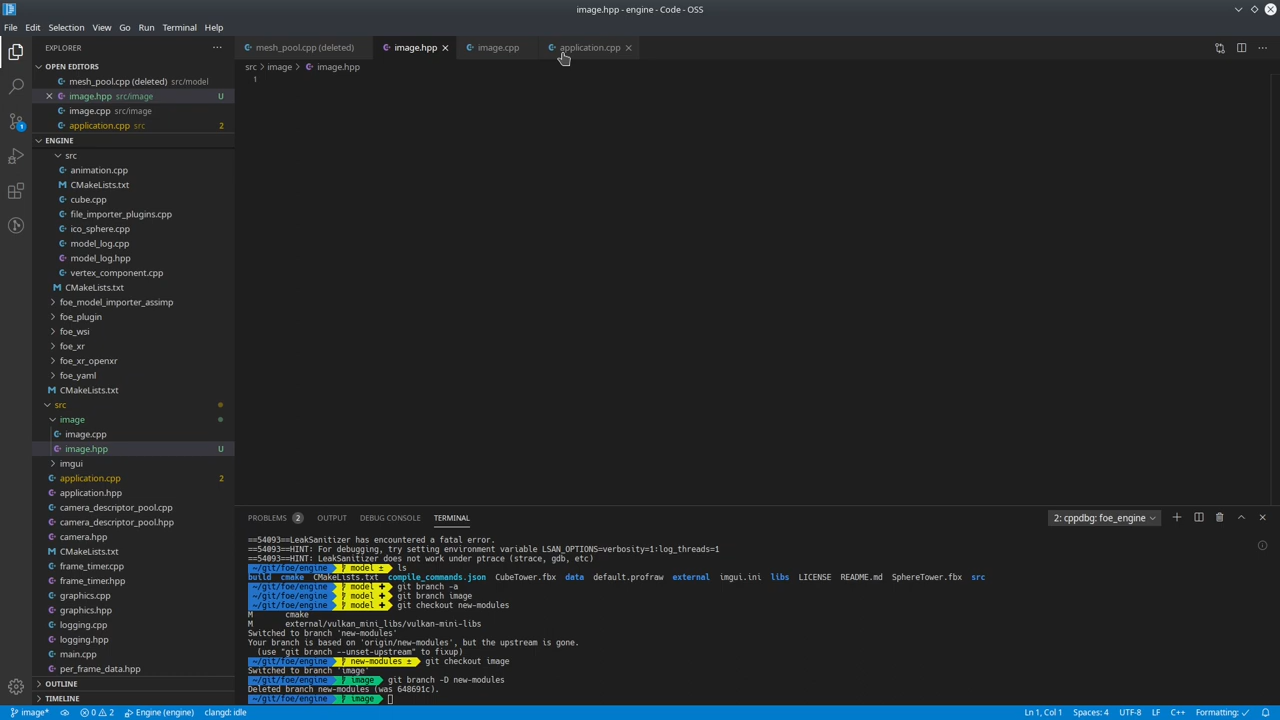 image.hpp - engine - Code - OSS
File Edit Selection View Go Run Terminal Help
EXPLORER
mesh_pool.cpp (deleted) image.hpp image.cpp application.cpp
OPEN EDITORS
src image image.hpp
mesh_pool.cpp (deleted) src/model
1
image.hpp src/image U
image.cpp src/image
application.cpp src 2
ENGINE
src
animation.cpp
CMakeLists.txt
cube.cpp
file_importer_plugins.cpp
ico_sphere.cpp
model_log.cpp
model_log.hpp
vertex_component.cpp
CMakeLists.txt
foe_model_importer_assimp
foe_plugin
foe_wsi
foe_xr
foe_xr_openxr
foe_yaml
CMakeLists.txt
src
image
image.cpp
image.hpp U
imgui
application.cpp 2
application.hpp
camera_descriptor_pool.cpp
camera_descriptor_pool.hpp
camera.hpp
CMakeLists.txt
frame_timer.cpp
frame_timer.hpp
graphics.cpp
graphics.hpp
logging.cpp
logging.hpp
main.cpp
per_frame_data.hpp
OUTLINE
TIMELINE
PROBLEMS 2 OUTPUT DEBUG CONSOLE TERMINAL 2: cppdbg: foe_engine
==54093==LeakSanitizer has encountered a fatal error.
==54093==HINT: For debugging, try setting environment variable LSAN_OPTIONS=verbosity=1:log_threads=1
==54093==HINT: LeakSanitizer does not work under ptrace (strace, gdb, etc)
~/git/foe/engine model ± ls
build cmake CMakeLists.txt compile_commands.json CubeTower.fbx data default.profraw external imgui.ini libs LICENSE README.md SphereTower.fbx src
~/git/foe/engine model + git branch -a
~/git/foe/engine model + git branch image
~/git/foe/engine model + git checkout new-modules
M cmake
M external/vulkan_mini_libs/vulkan-mini-libs
Switched to branch 'new-modules'
Your branch is based on 'origin/new-modules', but the upstream is gone.
(use "git branch --unset-upstream" to fixup)
~/git/foe/engine new-modules ± git checkout image
Switched to branch 'image'
~/git/foe/engine image git branch -D new-modules
Deleted branch new-modules (was 648691c).
~/git/foe/engine image
image* 0 2 Engine (engine) clangd: idle Ln 1, Col 1 Spaces: 4 UTF-8 LF C++ Formatting: ✓